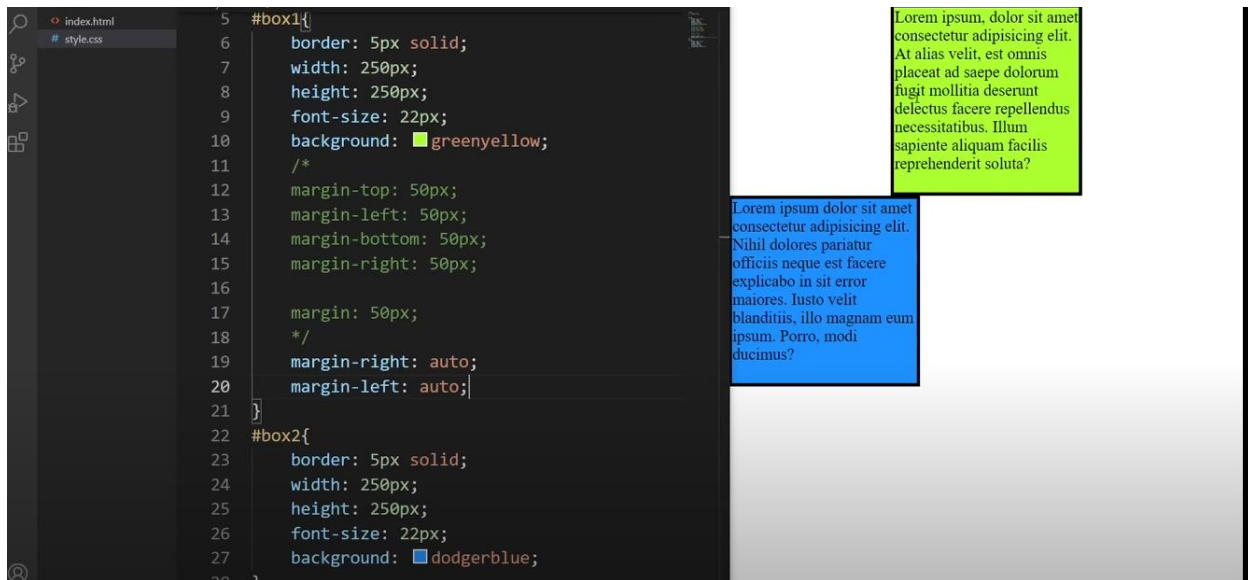 index.html
# style.css
5 #box1{
6 border: 5px solid;
7 width: 250px;
8 height: 250px;
9 font-size: 22px;
10 background: greenyellow;
11 /*
12 margin-top: 50px;
13 margin-left: 50px;
14 margin-bottom: 50px;
15 margin-right: 50px;
16
17 margin: 50px;
18 */
19 margin-right: auto;
20 margin-left: auto;
21 }
22 #box2{
23 border: 5px solid;
24 width: 250px;
25 height: 250px;
26 font-size: 22px;
27 background: dodgerblue;
Lorem ipsum, dolor sit amet
consectetur adipisicing elit.
At alias velit, est omnis
placeat ad saepe dolorum
fugit mollitia deserunt
delectus facere repellendus
necessitatibus. Illum
sapiente aliquam facilis
reprehenderit soluta?
Lorem ipsum dolor sit amet
consectetur adipisicing elit.
Nihil dolores pariatur
officiis neque est facere
explicabo in sit error
maiores. Iusto velit
blanditiis, illo magnam eum
ipsum. Porro, modi
ducimus?